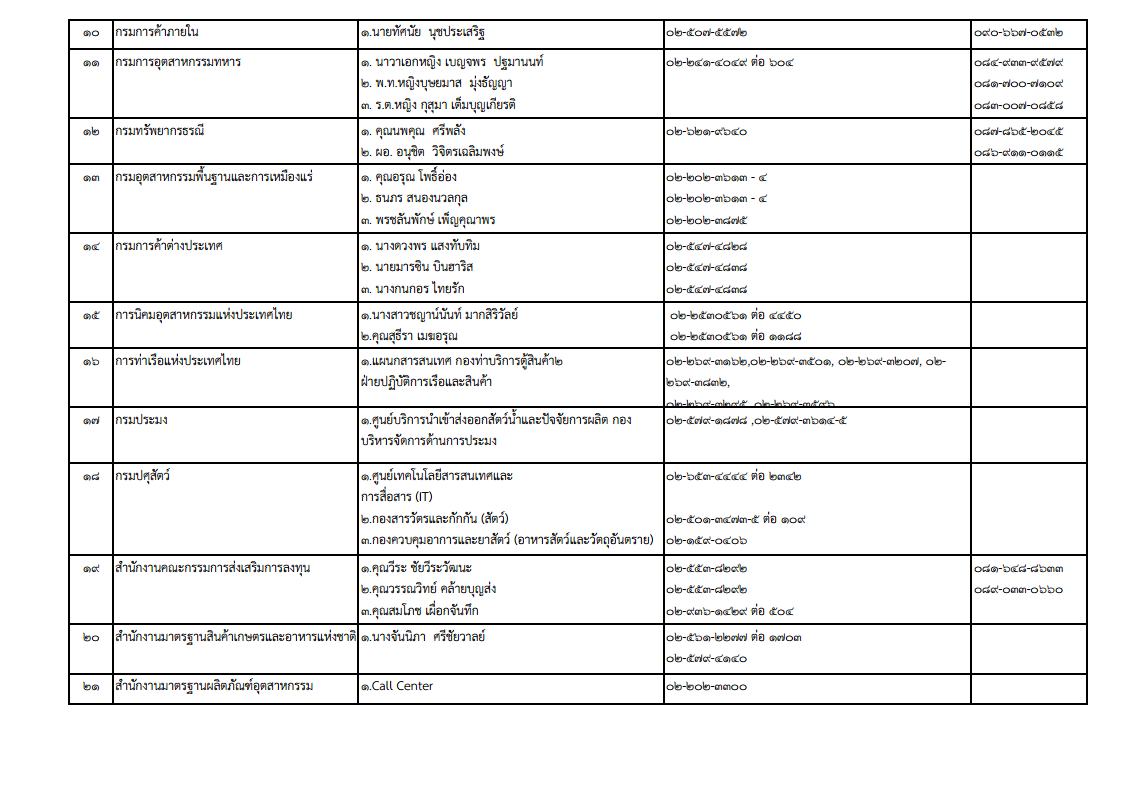 ๑๐ กรมการค้าภายใน ๑.นายทัศนัย นุชประเสริฐ ๐๒-๕๐๗-๕๕๗๒ ๐๙๐-๖๖๗-๐๕๓๒
๑๑ กรมการอุตสาหกรรมทหาร ๑. นาวาเอกหญิง เบญจพร ปฐมานนท์ ๐๒-๒๔๑-๔๐๔๙ ต่อ ๖๐๔ ๐๘๔-๙๓๓-๙๕๗๙
๒. พ.ท.หญิงบุษยมาส มุ่งธัญญา ๐๘๑-๗๐๐-๗๑๐๙
๓. ร.ต.หญิง กุสุมา เต็มบุญเกียรติ ๐๘๓-๐๐๗-๐๘๕๘
๑๒ กรมทรัพยากรธรณี ๑. คุณนพคุณ ศรีพลัง ๐๒-๖๒๑-๙๖๔๐ ๐๘๗-๘๖๕-๒๐๔๕
๒. ผอ. อนุชิต วิจิตรเฉลิมพงษ์ ๐๘๖-๙๑๑-๐๑๑๕
๑๓ กรมอุตสาหกรรมพื้นฐานและการเหมืองแร่ ๑. คุณอรุณ โพธิ์อ่อง ๐๒-๒๐๒-๓๖๑๓ - ๔
๒. ธนภร สนองนวลกุล ๐๒-๒๐๒-๓๖๑๓ - ๔
๓. พรชลันพักษ์ เพ็ญคุณาพร ๐๒-๒๐๒-๓๘๗๕
๑๔ กรมการค้าต่างประเทศ ๑. นางดวงพร แสงทับทิม ๐๒-๕๔๗-๔๘๒๘
๒. นายมารซิน บินฮาริส ๐๒-๕๔๗-๔๘๓๘
๓. นางกนกอร ไทยรัก ๐๒-๕๔๗-๔๘๓๘
๑๕ การนิคมอุตสาหกรรมแห่งประเทศไทย ๑.นางสาวชญาน์นันท์ มากสิริวัลย์ ๐๒-๒๕๓๐๕๖๑ ต่อ ๔๔๕๐
๒.คุณสุธีรา เมฆอรุณ ๐๒-๒๕๓๐๕๖๑ ต่อ ๑๑๘๘
๑๖ การท่าเรือแห่งประเทศไทย ๑.แผนกสารสนเทศ กองท่าบริการตู้สินค้า๒ ๐๒-๒๖๙-๓๑๖๒,๐๒-๒๖๙-๓๕๐๑, ๐๒-๒๖๙-๓๒๐๗, ๐๒-
ฝ่ายปฏิบัติการเรือและสินค้า ๒๖๙-๓๘๓๒,
๐๒-๒๖๙-๓๒๙๕, ๐๒-๒๖๙-๓๕๙๖
๑๗ กรมประมง ๑.ศูนย์บริการนำเข้าส่งออกสัตว์น้ำและปัจจัยการผลิต กอง ๐๒-๕๗๙-๑๘๗๘ ,๐๒-๕๗๙-๓๖๑๔-๕
บริหารจัดการด้านการประมง
๑๘ กรมปศุสัตว์ ๑.ศูนย์เทคโนโลยีสารสนเทศและ ๐๒-๖๕๓-๔๔๔๔ ต่อ ๒๓๔๒
การสื่อสาร (IT)
๒.กองสารวัตรและกักกัน (สัตว์) ๐๒-๕๐๑-๓๔๗๓-๕ ต่อ ๑๐๙
๓.กองควบคุมอาการและยาสัตว์ (อาหารสัตว์และวัตถุอันตราย) ๐๒-๑๕๙-๐๔๐๖
๑๙ สำนักงานคณะกรรมการส่งเสริมการลงทุน ๑.คุณวีระ ชัยวีระวัฒนะ ๐๒-๕๕๓-๘๒๙๒ ๐๘๑-๖๔๘-๘๖๓๓
๒.คุณวรรณวิทย์ คล้ายบุญส่ง ๐๒-๕๕๓-๘๒๙๒ ๐๘๙-๐๓๓-๐๖๖๐
๓.คุณสมโภช เผือกจันทึก ๐๒-๙๓๖-๑๔๒๙ ต่อ ๕๐๔
๒๐ สำนักงานมาตรฐานสินค้าเกษตรและอาหารแห่งชาติ ๑.นางจันนิภา ศรีชัยวาลย์ ๐๒-๕๖๑-๒๒๗๗ ต่อ ๑๗๐๓
๐๒-๕๗๙-๔๑๔๐
๒๑ สำนักงานมาตรฐานผลิตภัณฑ์อุตสาหกรรม ๑.Call Center ๐๒-๒๐๒-๓๓๐๐